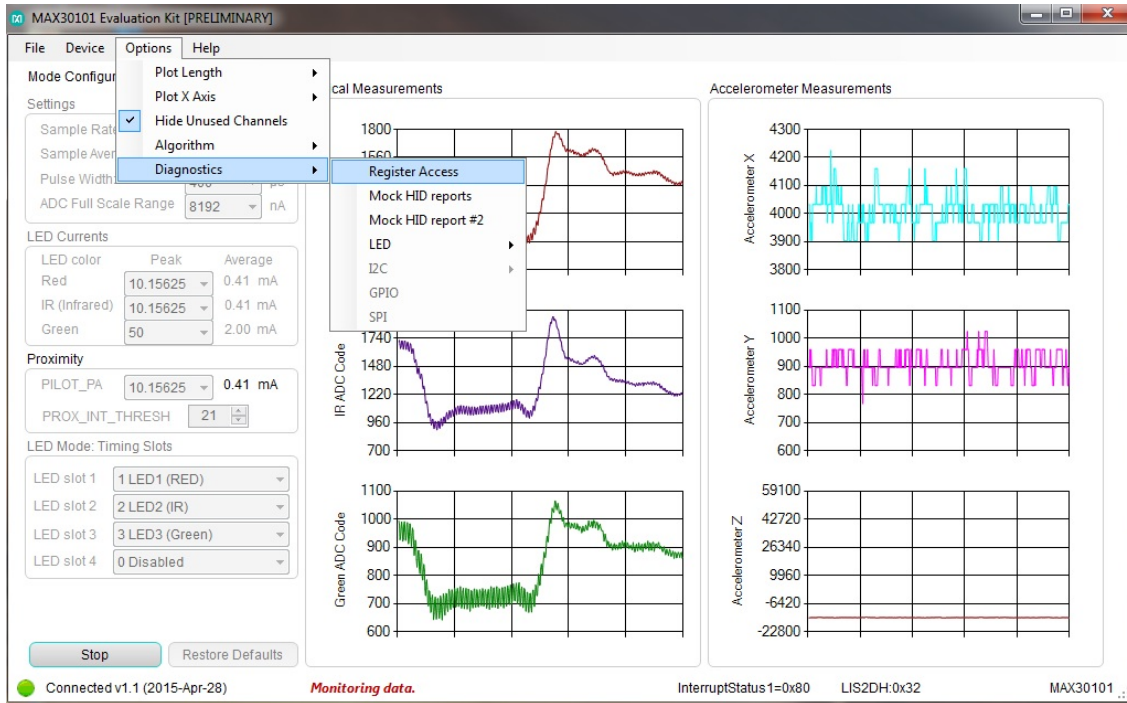 MAX30101 Evaluation Kit [PRELIMINARY]
File Device Options Help
Mode Configur
Settings
Sample Rate
Sample Aver
Pulse Width:
ADC Full Scale Range 8192 nA
LED Currents
LED color Peak Average
Red 10.15625 0.41 mA
IR (Infrared) 10.15625 0.41 mA
Green 50 2.00 mA
Proximity
PILOT_PA 10.15625 0.41 mA
PROX_INT_THRESH 21
LED Mode: Timing Slots
LED slot 1 1 LED1 (RED)
LED slot 2 2 LED2 (IR)
LED slot 3 3 LED3 (Green)
LED slot 4 0 Disabled
Stop Restore Defaults
Plot Length
Plot X Axis
Hide Unused Channels
Algorithm
Diagnostics
Register Access
Mock HID reports
Mock HID report #2
LED
I2C
GPIO
SPI
cal Measurements
1800
1560
IR ADC Code
1740
1480
1220
960
700
Green ADC Code
1100
1000
900
800
700
600
Accelerometer Measurements
Accelerometer X
4300
4200
4100
4000
3900
3800
Accelerometer Y
1100
1000
900
800
700
600
Accelerometer Z
59100
42720
26340
9960
-6420
-22800
Connected v1.1 (2015-Apr-28) Monitoring data. InterruptStatus1=0x80 LIS2DH:0x32 MAX30101